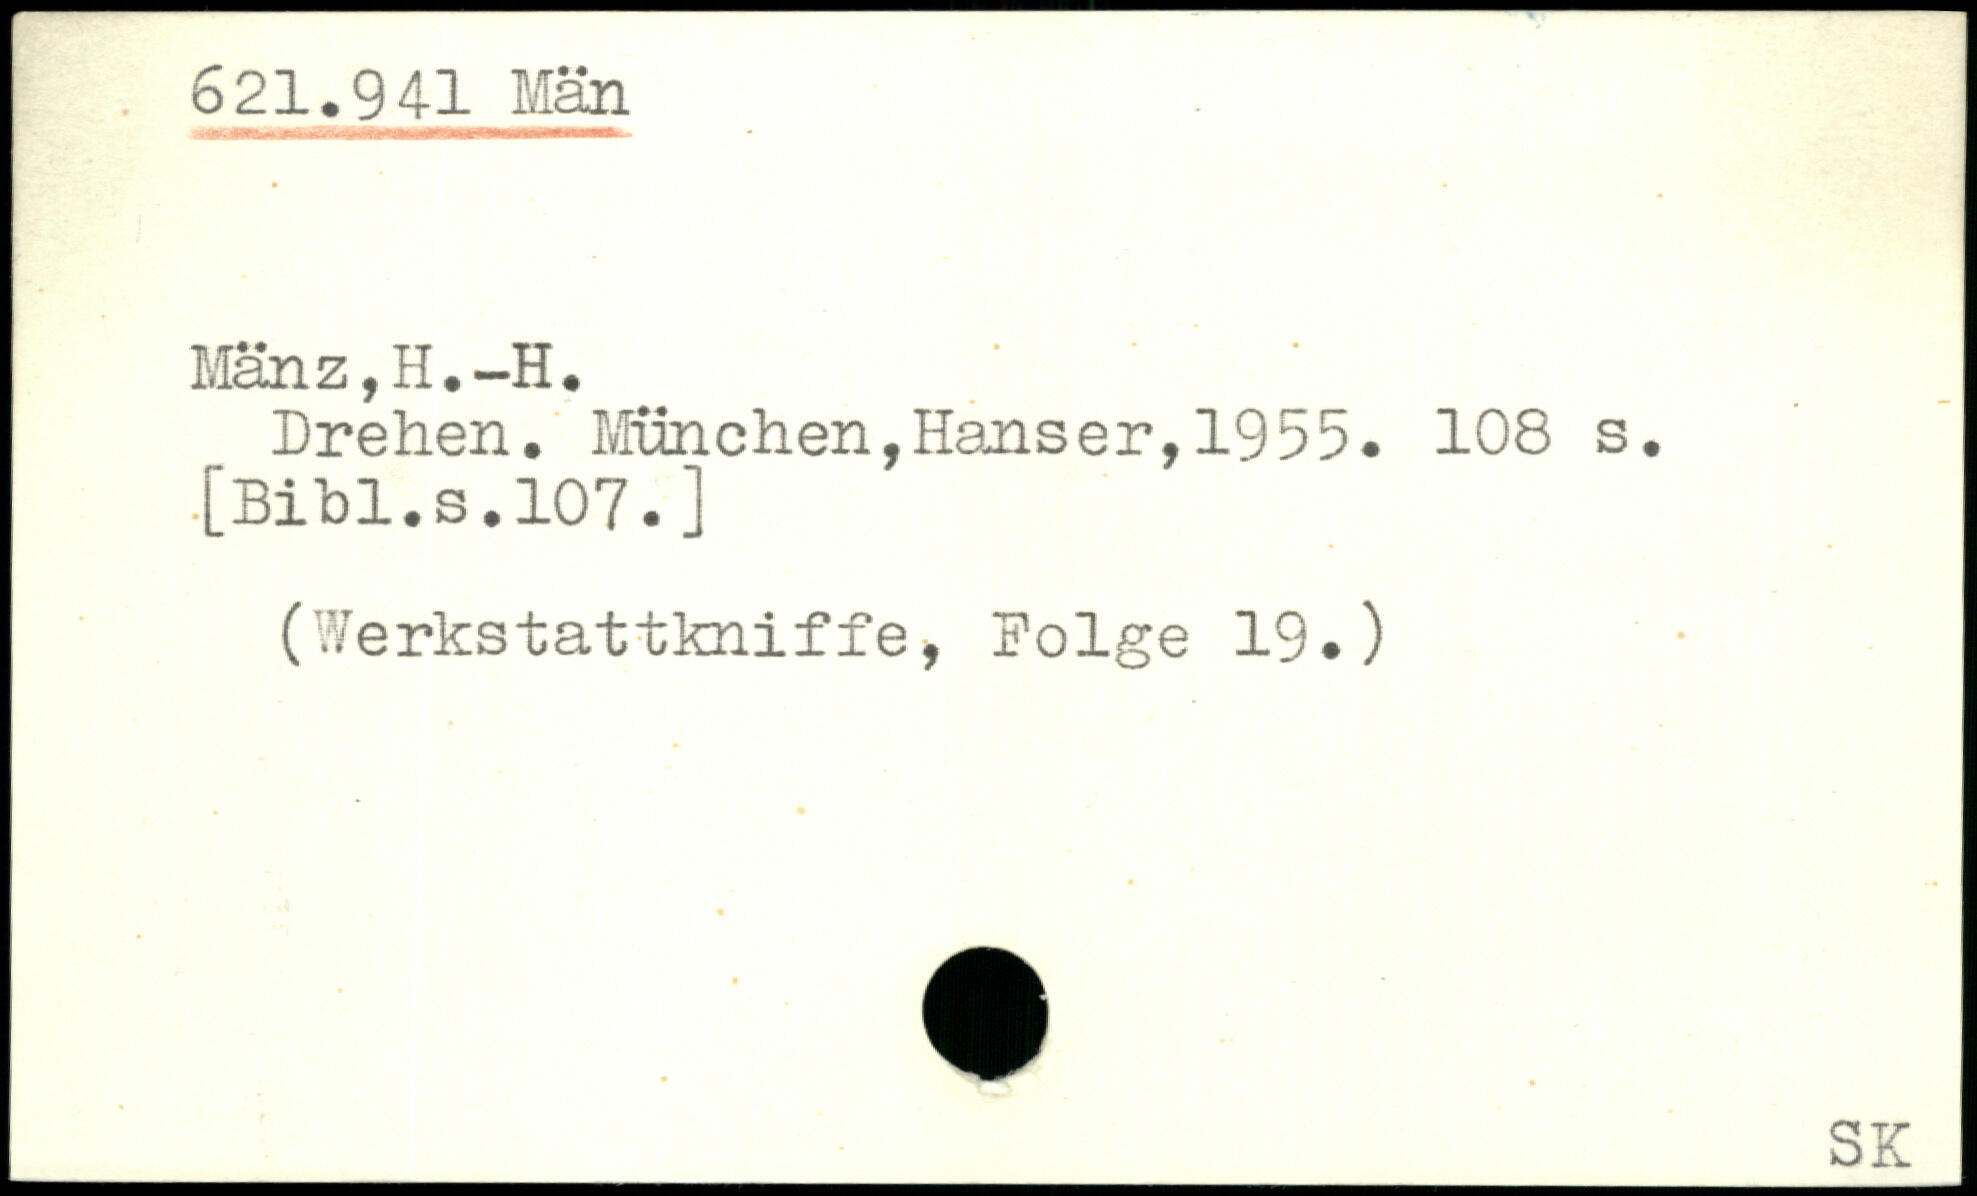 621.941 Män
Mänz,H.-H.
Drehen. München,Hanser,1955. 108 s.
[Bibl.s.107.]
(Werkstattkniffe, Folge 19.)
SK